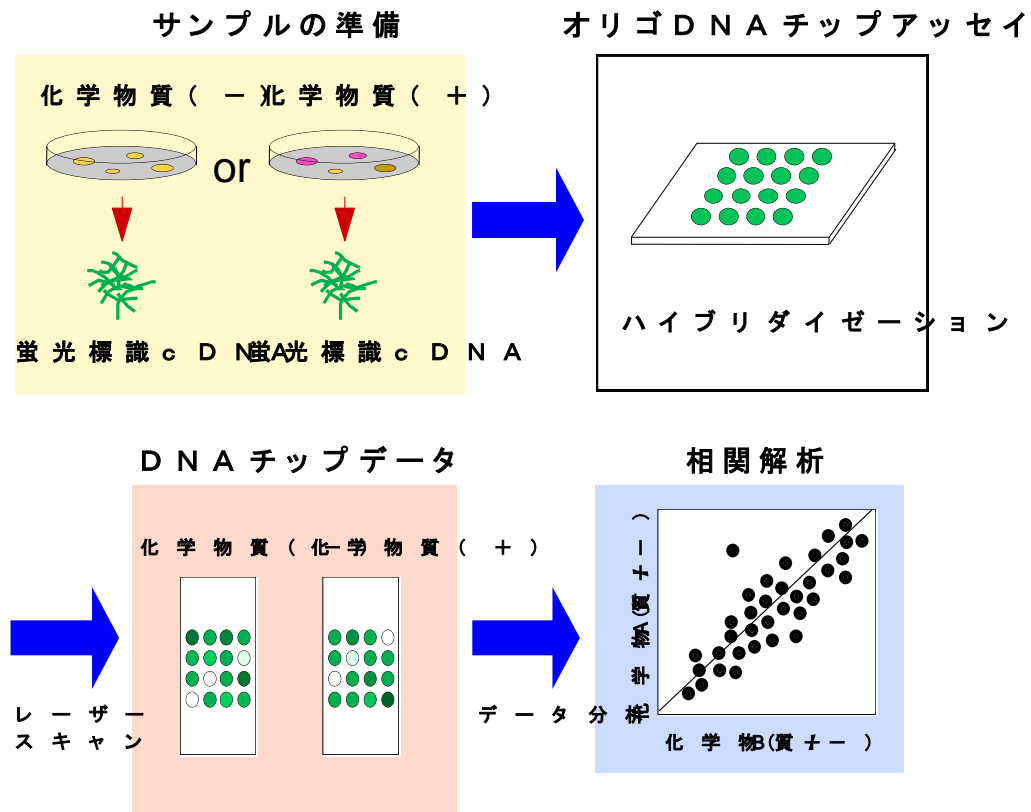 サンプルの準備
オリゴＤＮＡチップアッセイ
化学物質（－）
化学物質（＋）
or
蛍光標識ｃＤＮＡ
蛍光標識ｃＤＮＡ
ハイブリダイゼーション
ＤＮＡチップデータ
相関解析
化学物質（－）
化学物質（＋）
レーザー
スキャン
データ分析
化学物質A（＋／－）
化学物質B（＋／－）